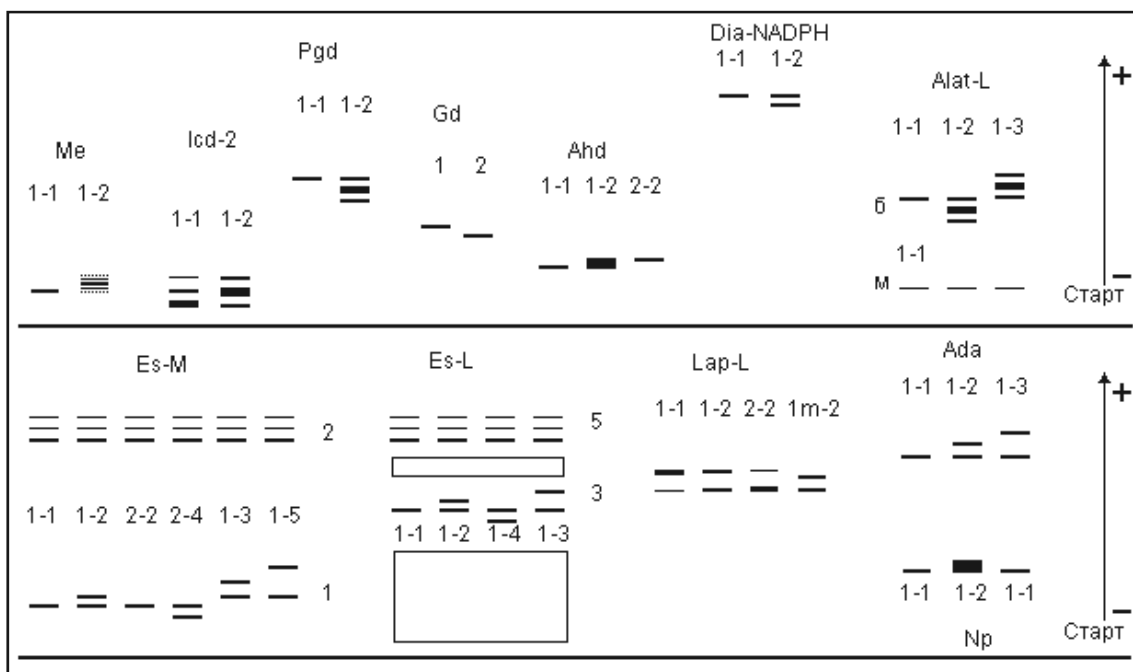 Dia-NADPH
1-1 1-2
Pgd
1-1 1-2
Alat-L
1-1 1-2 1-3
Gd
1 2
Icd-2
1-1 1-2
Me
1-1 1-2
Ahd
1-1 1-2 2-2
б
1-1
м
+
−
Старт
Es-M
2
1-1 1-2 2-2 2-4 1-3 1-5
1
Es-L
5
3
1-1 1-2 1-4 1-3
Lap-L
1-1 1-2 2-2 1m-2
Ada
1-1 1-2 1-3
1-1 1-2 1-1
Np
+
−
Старт